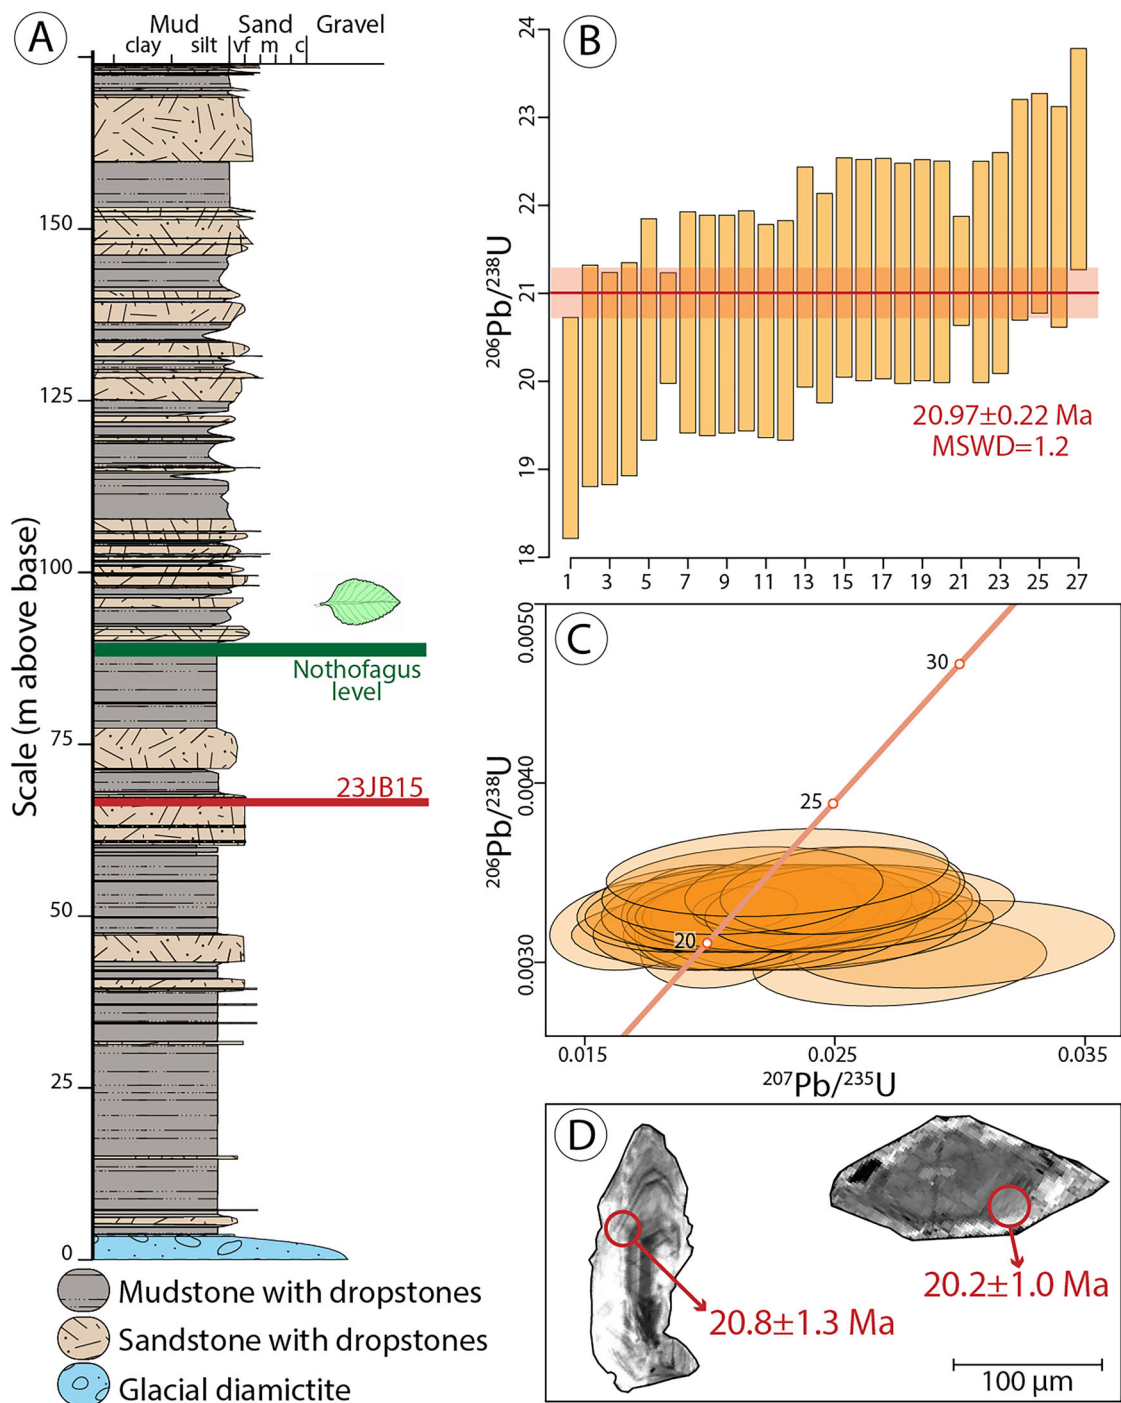 A
Mud Sand Gravel
clay silt vf m c
Scale (m above base)
150
125
100
75
50
25
0
Nothofagus
level
23JB15
Mudstone with dropstones
Sandstone with dropstones
Glacial diamictite
B
206Pb/238U
24
23
22
21
20
19
18
20.97±0.22 Ma
MSWD=1.2
1 3 5 7 9 11 13 15 17 19 21 23 25 27
C
206Pb/238U
0.0050
0.0040
0.0030
30
25
20
0.015 0.025 0.035
207Pb/235U
D
20.8±1.3 Ma
20.2±1.0 Ma
100 μm